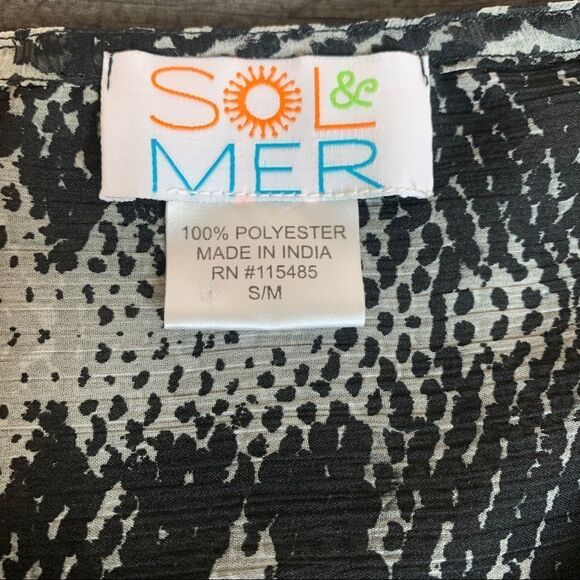 SOL &
MER
100% POLYESTER
MADE IN INDIA
RN #115485
S/M